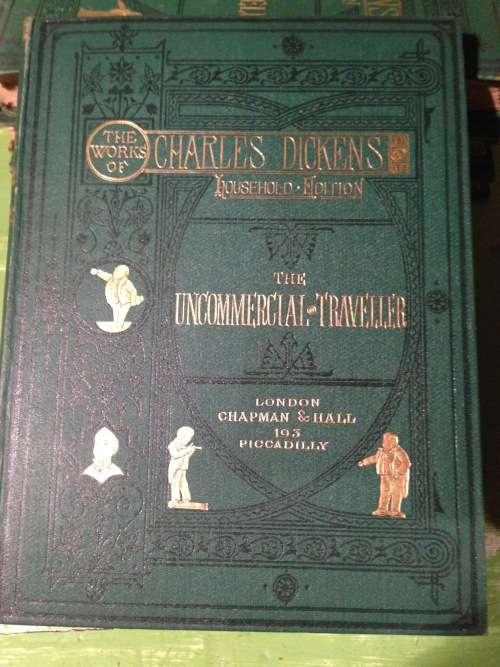 THE
WORKS
OF
CHARLES DICKENS
HOUSEHOLD · EDITION
THE
UNCOMMERCIAL-TRAVELLER
LONDON
CHAPMAN & HALL
193
PICCADILLY